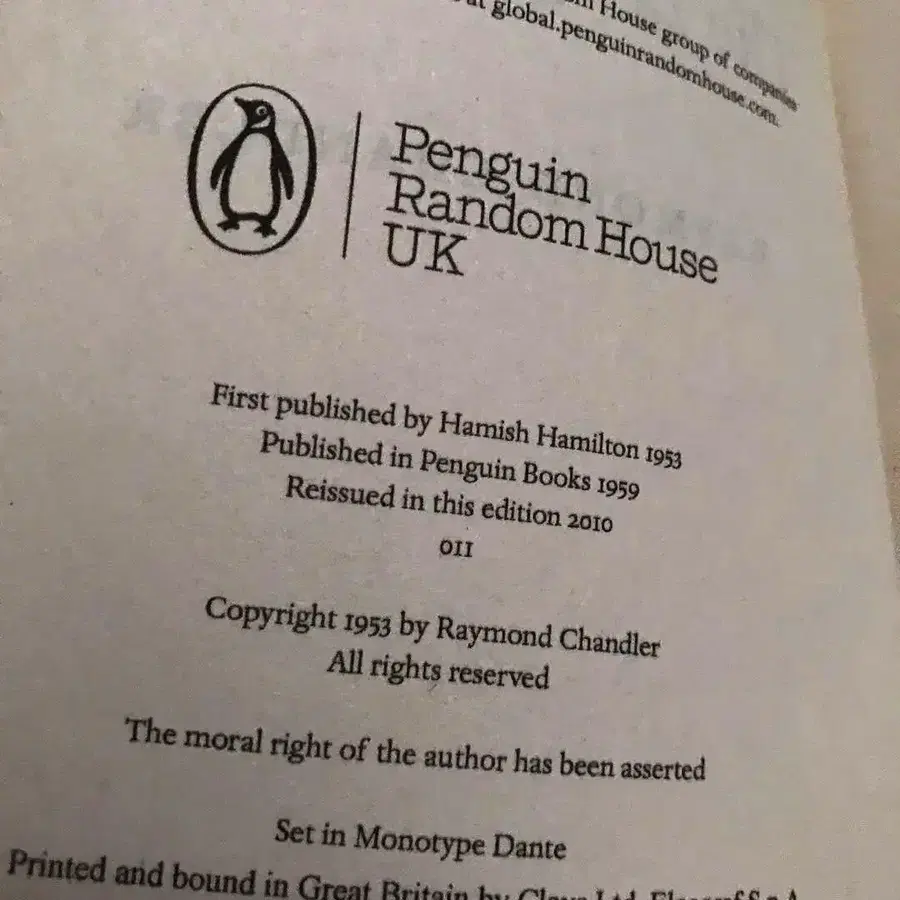 House group of companies
global.penguinrandomhouse.com.
Penguin
Random House
UK
First published by Hamish Hamilton 1953
Published in Penguin Books 1959
Reissued in this edition 2010
011
Copyright 1953 by Raymond Chandler
All rights reserved
The moral right of the author has been asserted
Set in Monotype Dante
Printed and bound in Great Britain by